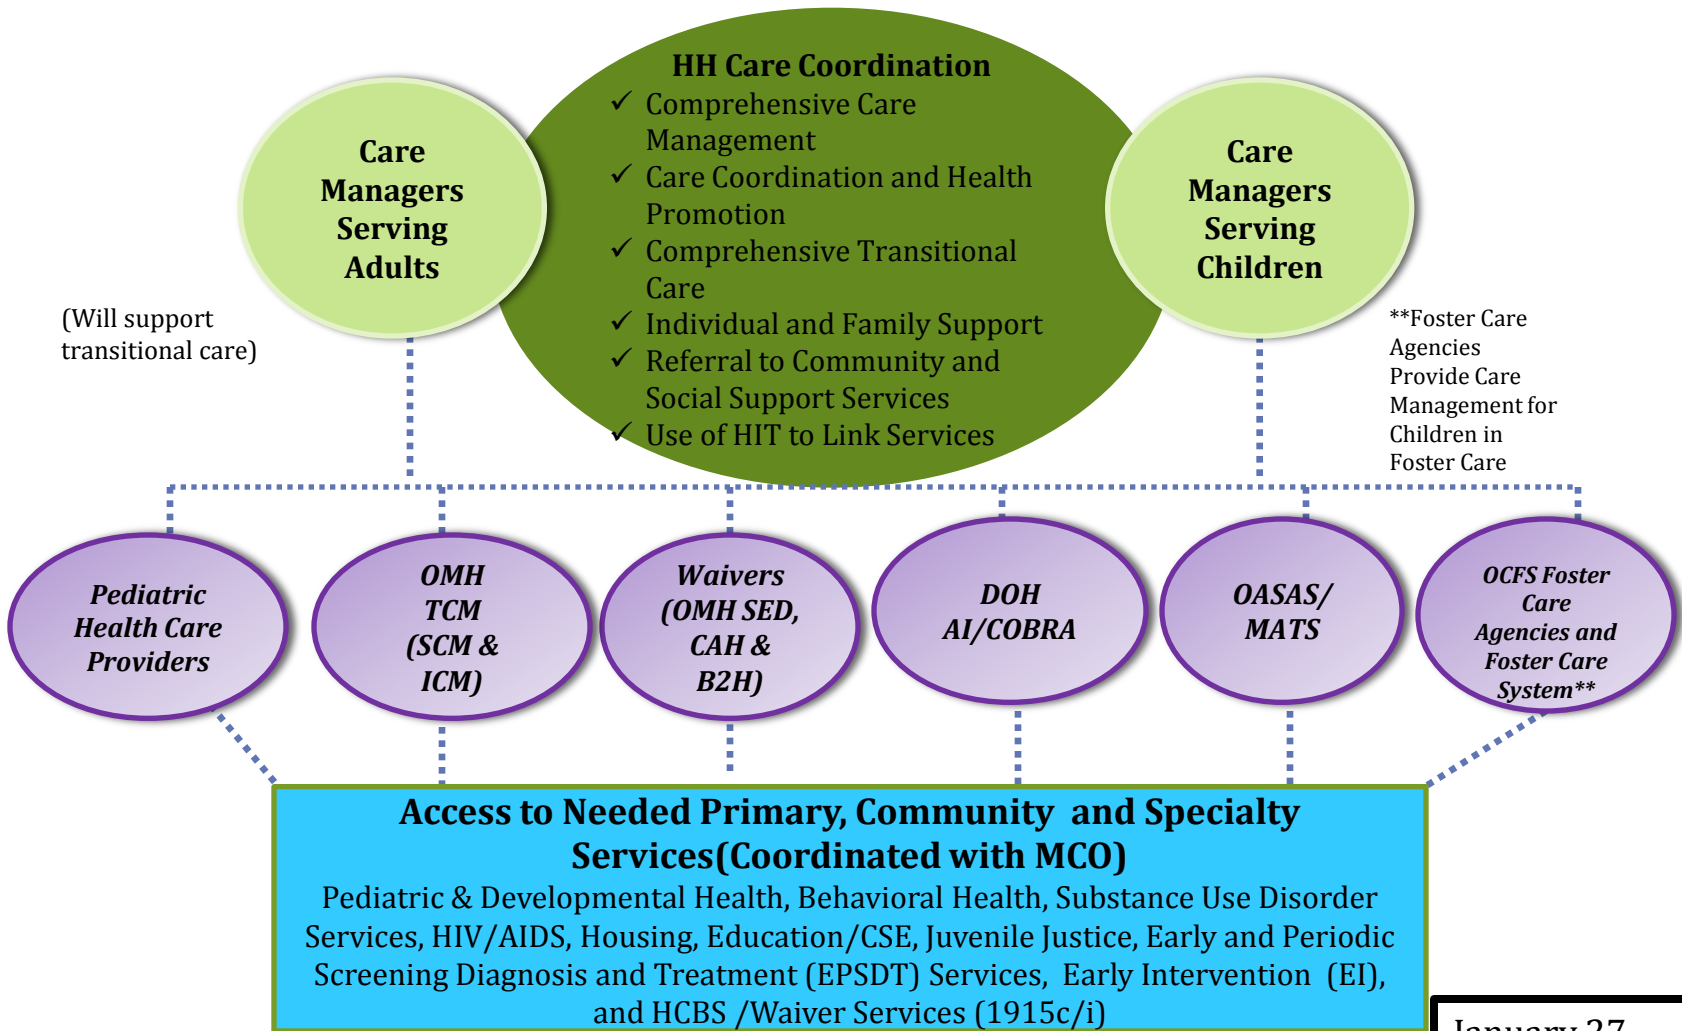 HH Care Coordination
✓ Comprehensive Care
Management
✓ Care Coordination and Health
Promotion
✓ Comprehensive Transitional
Care
✓ Individual and Family Support
✓ Referral to Community and
Social Support Services
✓ Use of HIT to Link Services
Care
Managers
Serving
Adults
Care
Managers
Serving
Children
(Will support
transitional care)
**Foster Care
Agencies
Provide Care
Management for
Children in
Foster Care
Pediatric
Health Care
Providers
OMH
TCM
(SCM &
ICM)
Waivers
(OMH SED,
CAH &
B2H)
DOH
AI/COBRA
OASAS/
MATS
OCFS Foster
Care
Agencies and
Foster Care
System**
Access to Needed Primary, Community and Specialty
Services(Coordinated with MCO)
Pediatric & Developmental Health, Behavioral Health, Substance Use Disorder
Services, HIV/AIDS, Housing, Education/CSE, Juvenile Justice, Early and Periodic
Screening Diagnosis and Treatment (EPSDT) Services, Early Intervention (EI),
and HCBS /Waiver Services (1915c/i)
January 27